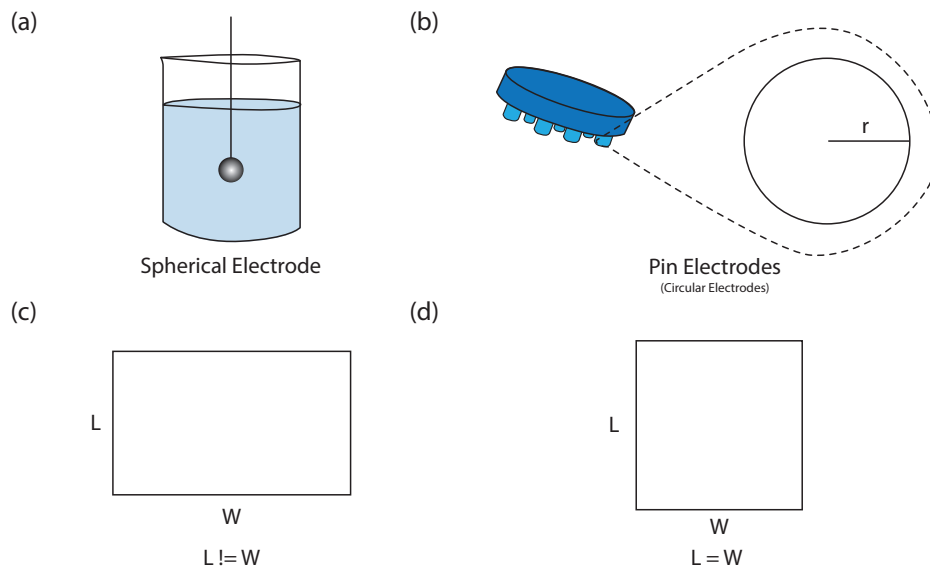 (a)
Spherical Electrode
(b)
r
Pin Electrodes
(Circular Electrodes)
(c)
L
W
L != W
(d)
L
W
L = W